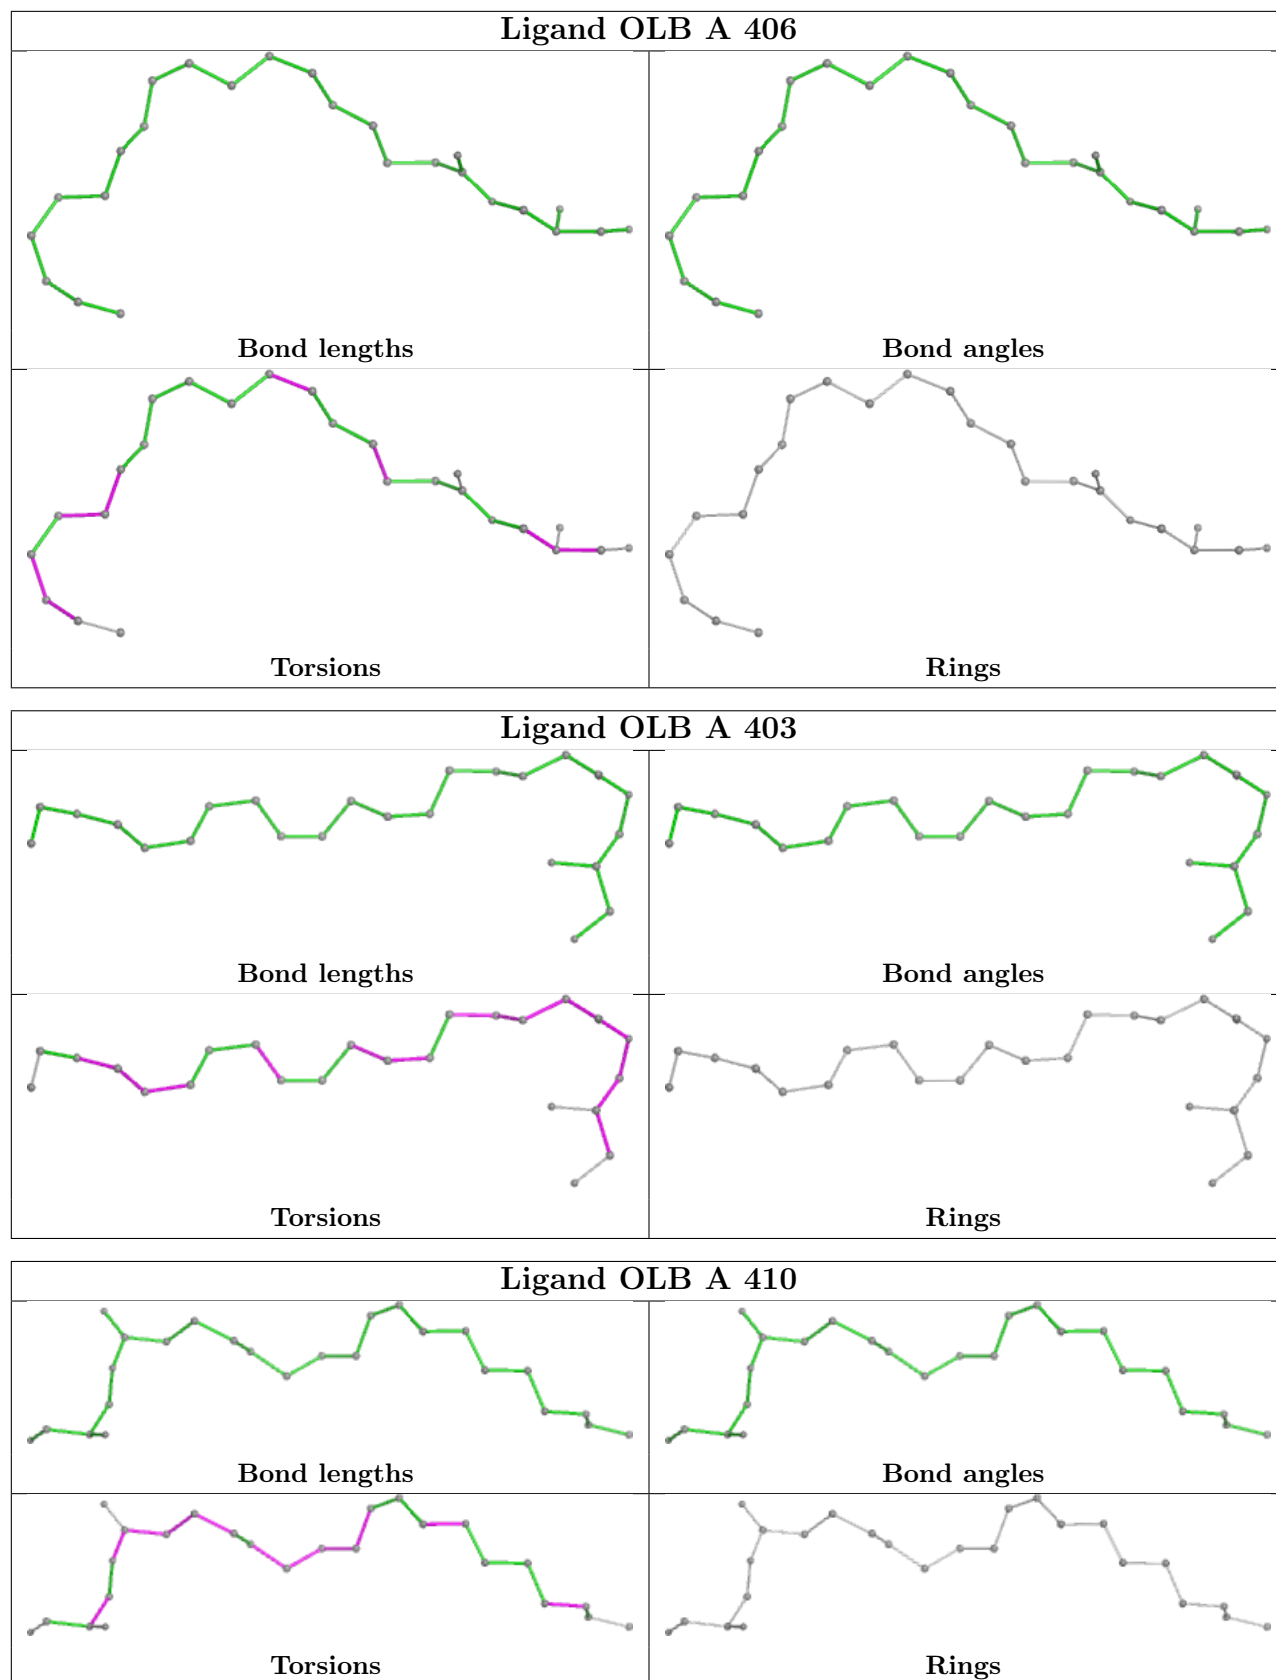 Ligand OLB A 406
Bond lengths
Bond angles
Torsions
Rings
Ligand OLB A 403
Bond lengths
Bond angles
Torsions
Rings
Ligand OLB A 410
Bond lengths
Bond angles
Torsions
Rings